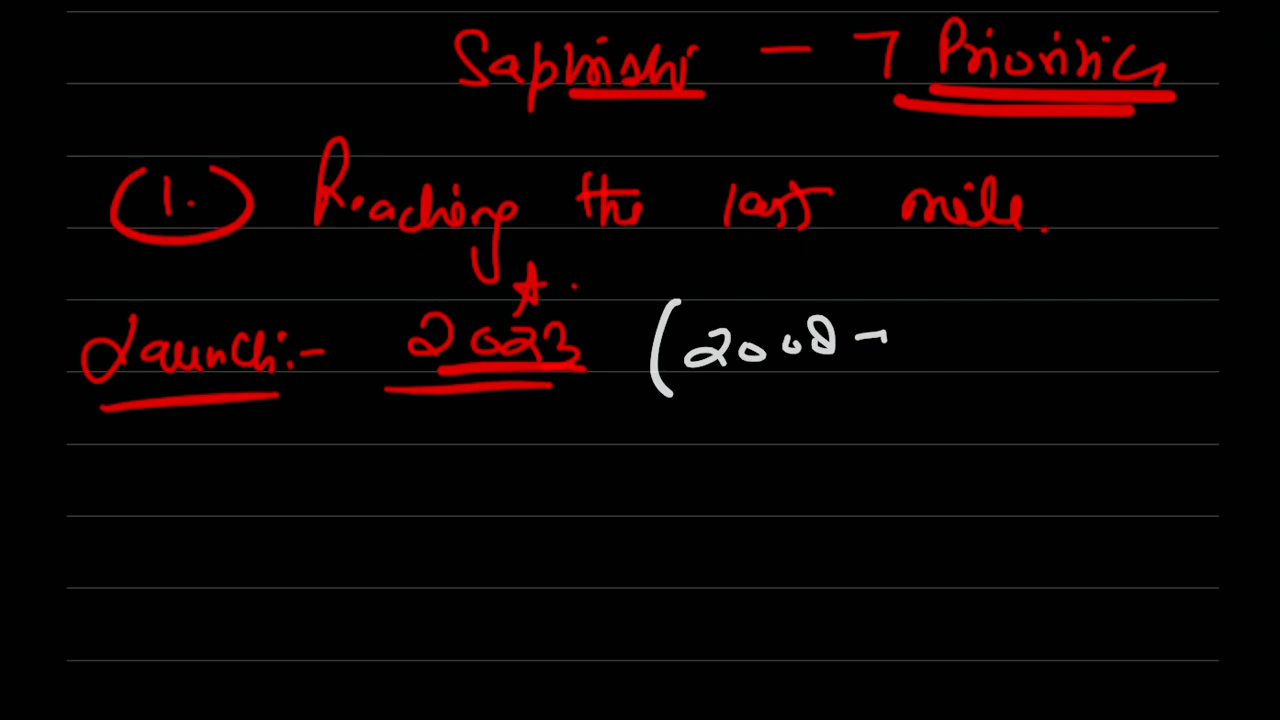 Saptrishi - 7 Priorities
(1.) Reaching the last mile.
Launch:- 2023 (2008 -